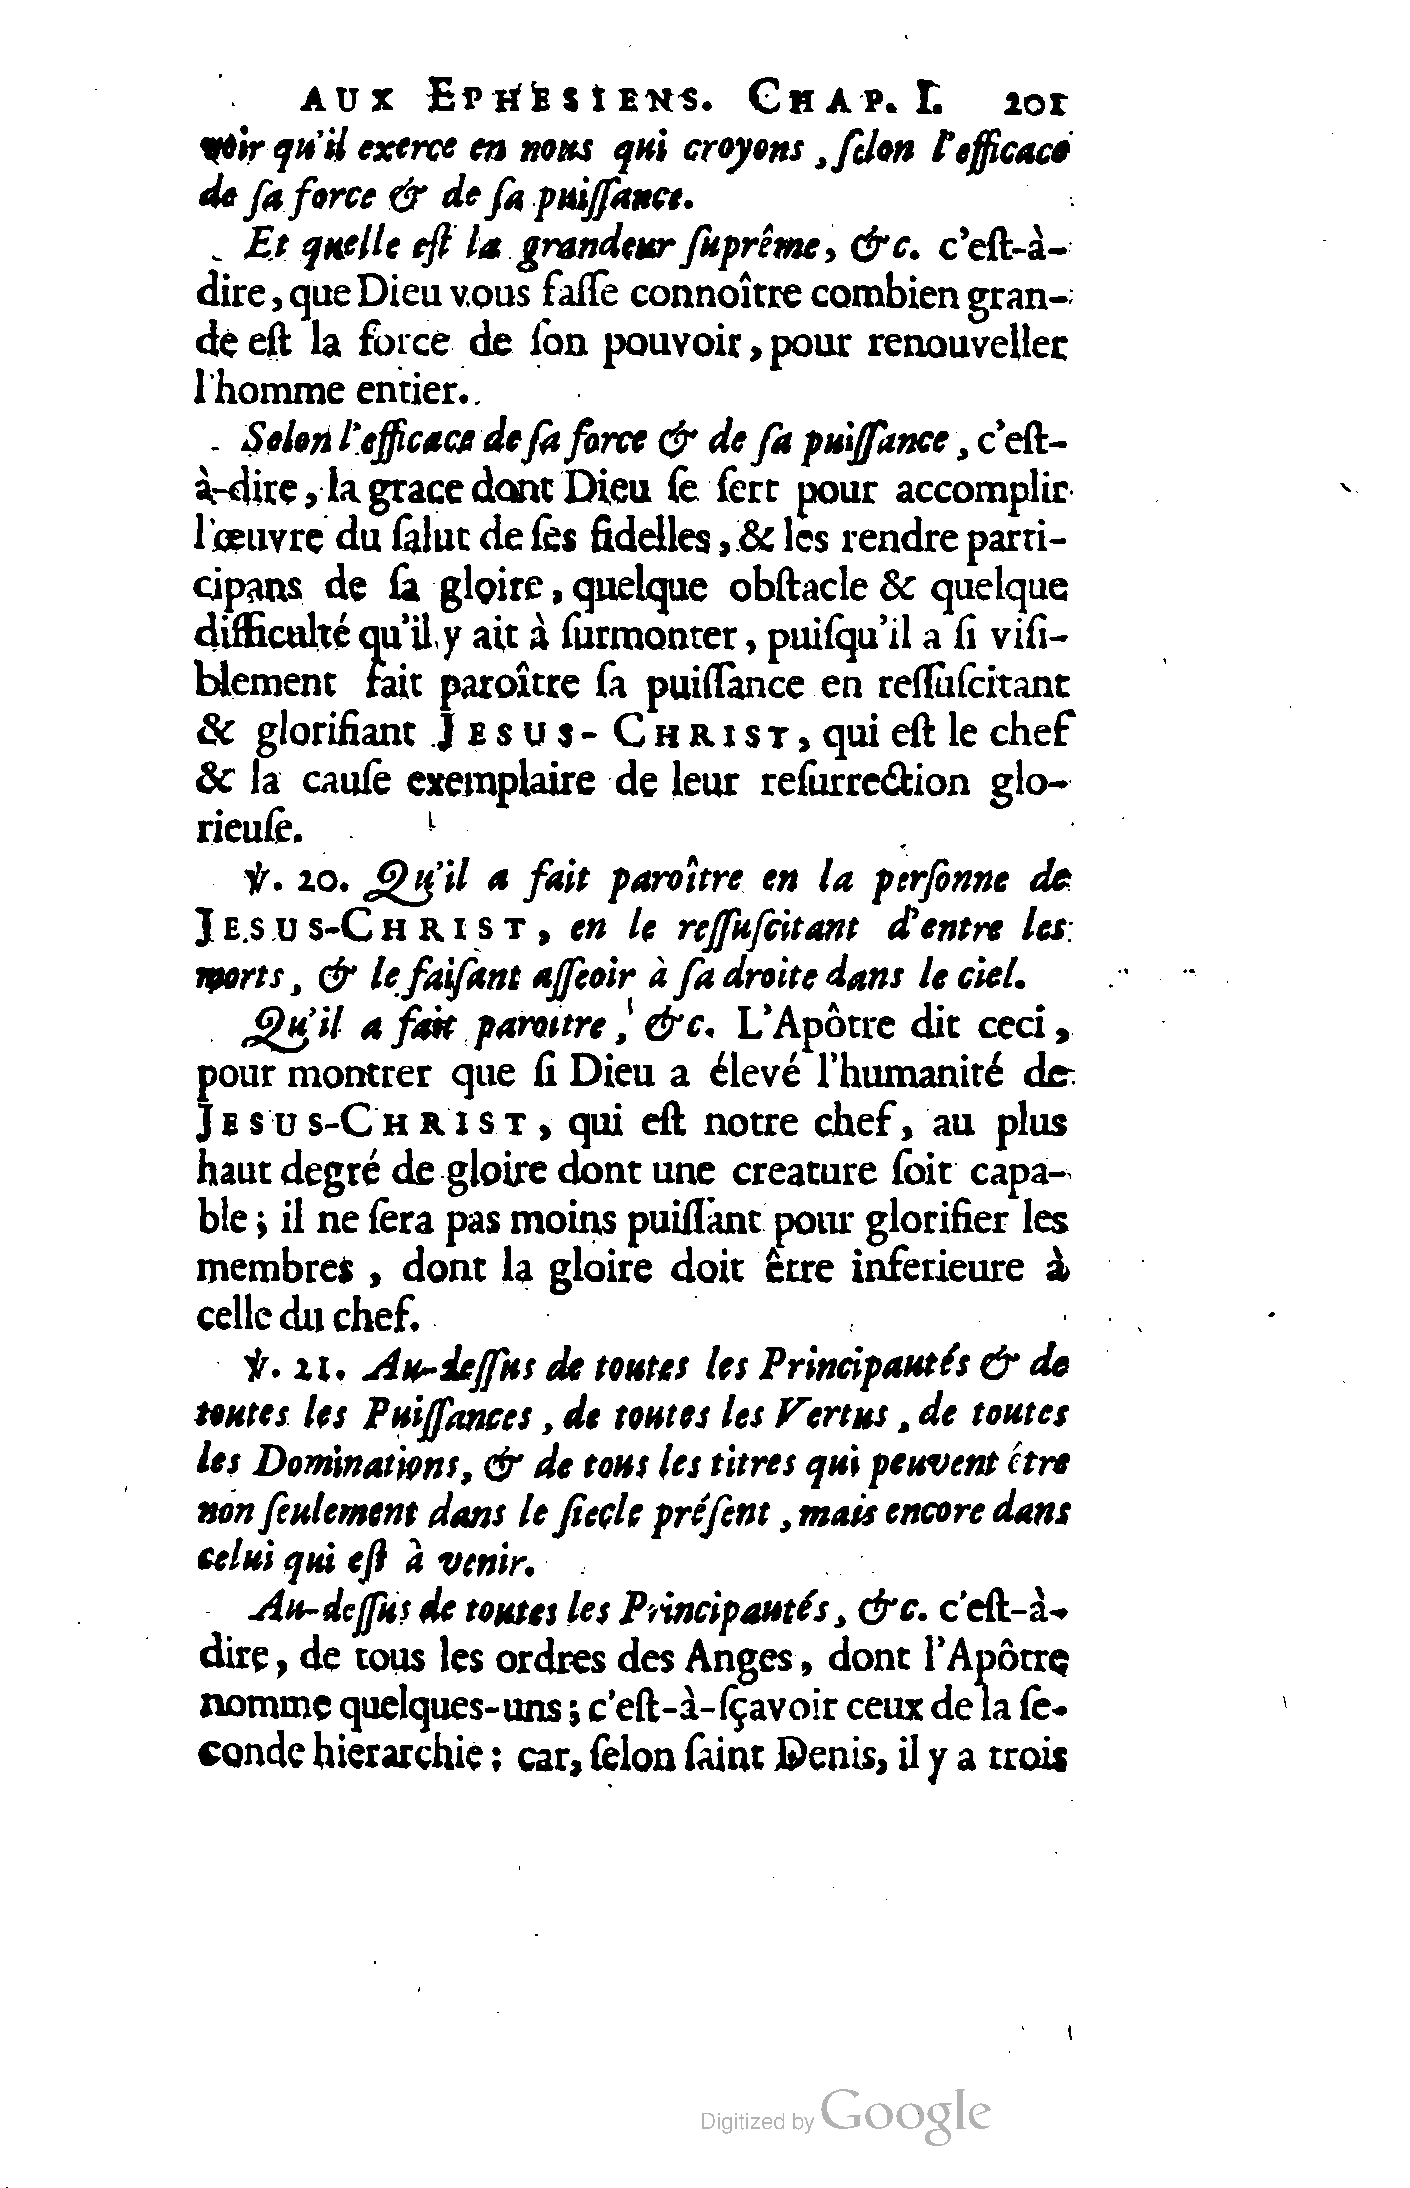 AUX EPHESIENS. CHAP. I. 201
voir qu'il exerce en nous qui croyons, ſelon l'efficace
de ſa force & de ſa puiſſance.
Et quelle eſt la grandeur ſuprême, &c. c'eſt-à-
dire, que Dieu vous faſſe connoître combien gran-
de eſt la force de ſon pouvoir, pour renouveller
l'homme entier.
Selon l'efficace de ſa force & de ſa puiſſance, c'eſt-
à-dire, la grace dont Dieu ſe ſert pour accomplir
l'œuvre du ſalut de ſes fidelles, & les rendre parti-
cipans de ſa gloire, quelque obſtacle & quelque
difficulté qu'il y ait à ſurmonter, puiſqu'il a ſi viſi-
blement fait paroître ſa puiſſance en reſſuſcitant
& glorifiant JESUS-CHRIST, qui eſt le chef
& la cauſe exemplaire de leur reſurrection glo-
rieuſe.
℣. 20. Qu'il a fait paroître en la perſonne de
JESUS-CHRIST, en le reſſuſcitant d'entre les
morts, & le faiſant aſſeoir à ſa droite dans le ciel.
Qu'il a fait paroitre, &c. L'Apôtre dit ceci,
pour montrer que ſi Dieu a élevé l'humanité de
JESUS-CHRIST, qui eſt notre chef, au plus
haut degré de gloire dont une creature ſoit capa-
ble; il ne ſera pas moins puiſſant pour glorifier les
membres, dont la gloire doit être inferieure à
celle du chef.
℣. 21. Au-deſſus de toutes les Principautés & de
toutes les Puiſſances, de toutes les Vertus, de toutes
les Dominations, & de tous les titres qui peuvent être
non ſeulement dans le ſiecle préſent, mais encore dans
celui qui eſt à venir.
Au-deſſus de toutes les Principautés, &c. c'eſt-à-
dire, de tous les ordres des Anges, dont l'Apôtre
nomme quelques-uns; c'eſt-à-ſçavoir ceux de la ſe-
conde hierarchie: car, ſelon ſaint Denis, il y a trois
Digitized by Google